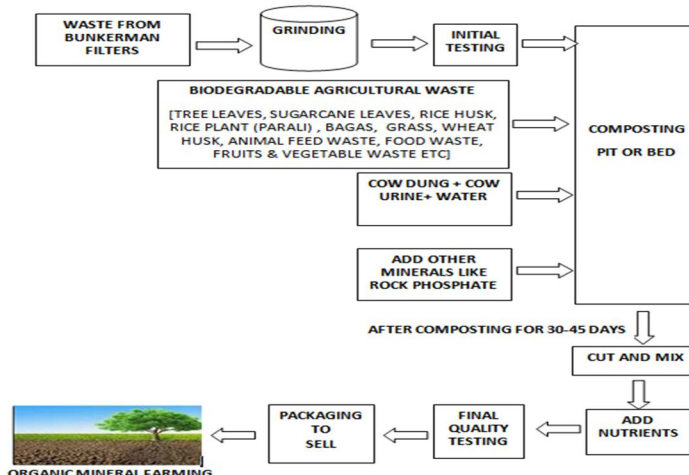 WASTE FROM
BUNKERMAN
FILTERS
GRINDING
INITIAL
TESTING
BIODEGRADABLE AGRICULTURAL WASTE
[TREE LEAVES, SUGARCANE LEAVES, RICE HUSK,
RICE PLANT (PARALI) , BAGAS, GRASS, WHEAT
HUSK, ANIMAL FEED WASTE, FOOD WASTE,
FRUITS & VEGETABLE WASTE ETC]
COMPOSTING
PIT OR BED
COW DUNG + COW
URINE+ WATER
ADD OTHER
MINERALS LIKE
ROCK PHOSPHATE
AFTER COMPOSTING FOR 30-45 DAYS
CUT AND MIX
ADD
NUTRIENTS
FINAL
QUALITY
TESTING
PACKAGING
TO
SELL
ORGANIC MINERAL FARMING